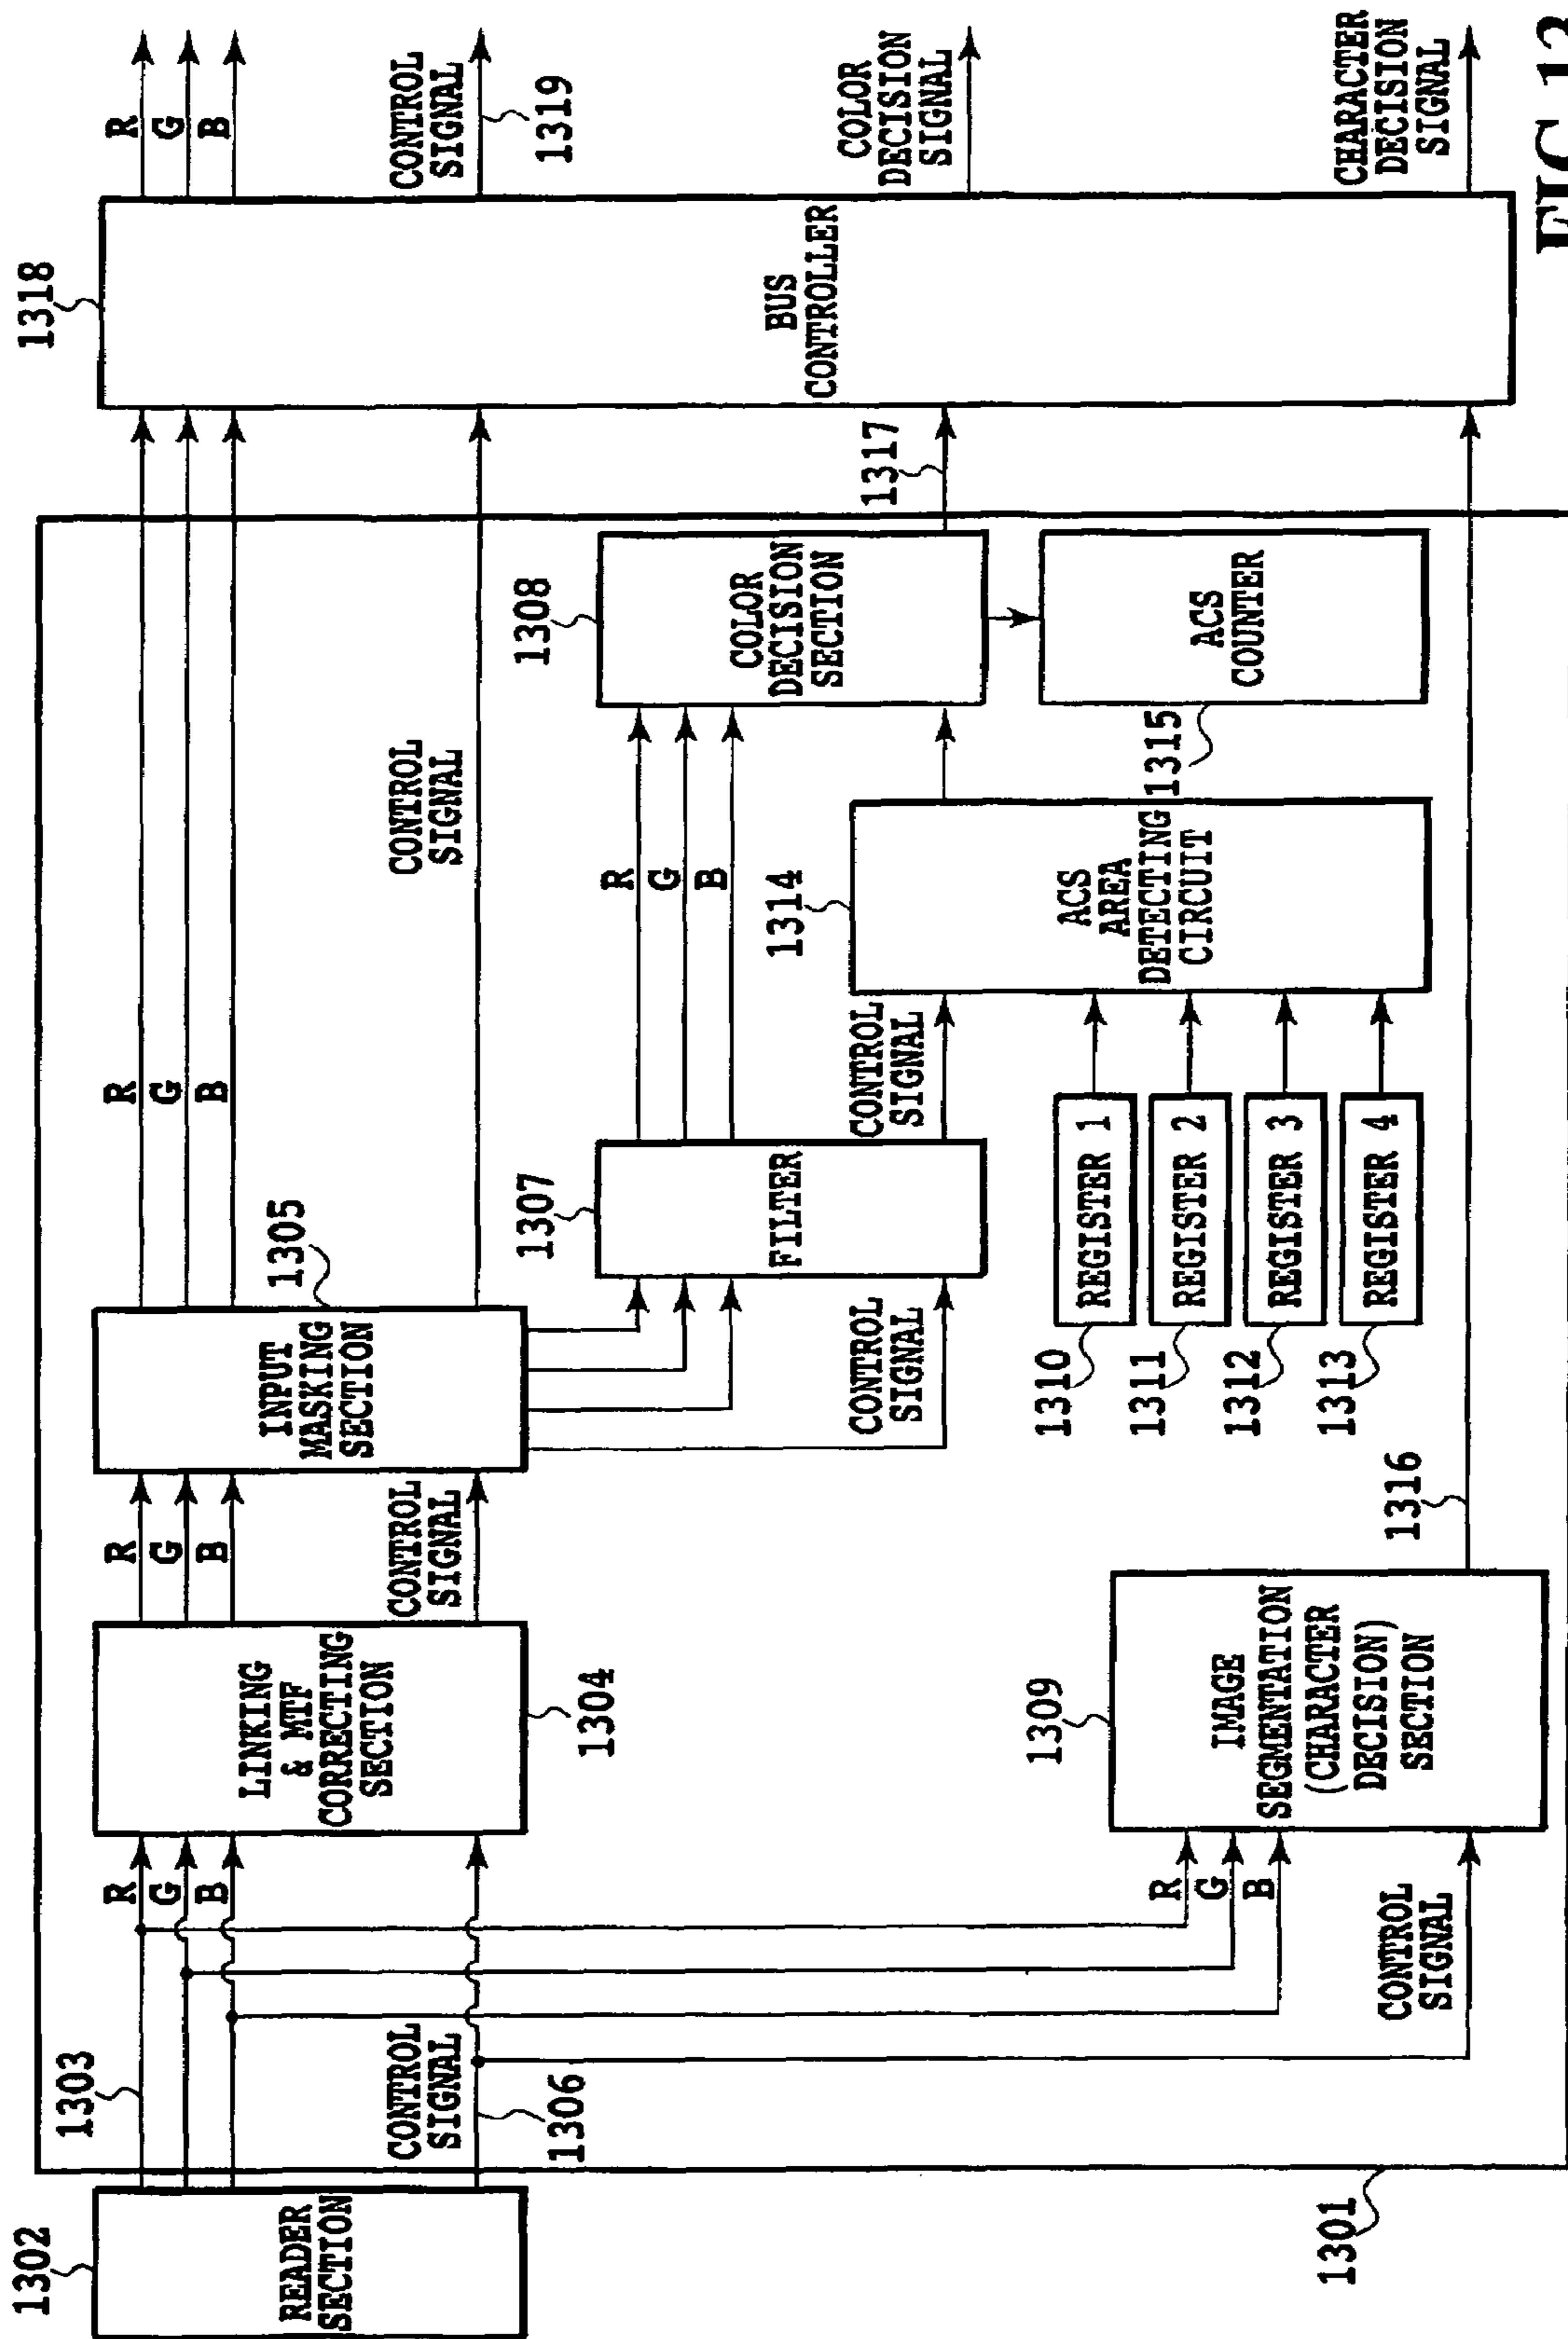 1302
READER
SECTION
1303
R
G
B
CONTROL
SIGNAL
1306
1301
LINKING
& MTF
CORRECTING
SECTION
1304
R
G
B
CONTROL
SIGNAL
R
G
B
CONTROL
SIGNAL
1309
IMAGE
SEGMENTATION
(CHARACTER
DECISION)
SECTION
1316
INPUT
MASKING
SECTION
1305
R
G
B
CONTROL
SIGNAL
CONTROL
SIGNAL
1307
FILTER
R
G
B
CONTROL
SIGNAL
1310
REGISTER 1
1311
REGISTER 2
1312
REGISTER 3
1313
REGISTER 4
1314
ACS
AREA
DETECTING
CIRCUIT
1308
COLOR
DECISION
SECTION
1315
ACS
COUNTER
1317
1318
BUS
CONTROLLER
R
G
B
CONTROL
SIGNAL
1319
COLOR
DECISION
SIGNAL
CHARACTER
DECISION
SIGNAL
FIG.13